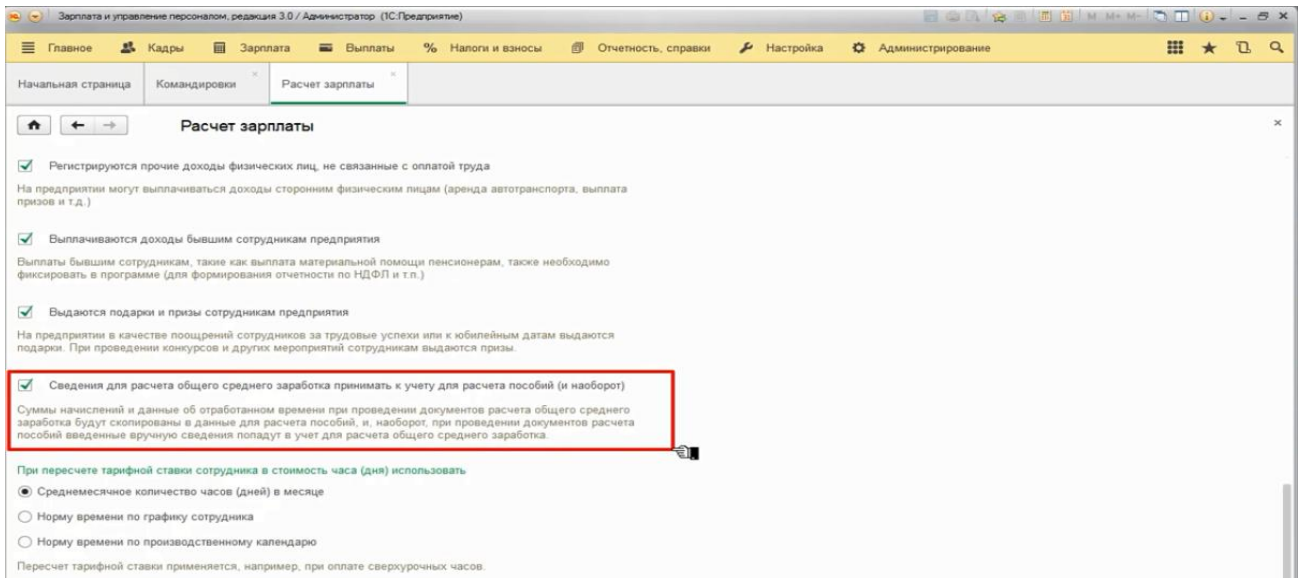 Зарплата и управление персоналом, редакция 3.0 / Администратор (1С:Предприятие)
M M+ M-
Главное Кадры Зарплата Выплаты % Налоги и взносы Отчетность, справки Настройка Администрирование
Начальная страница Командировки Расчет зарплаты
Расчет зарплаты
Регистрируются прочие доходы физических лиц, не связанные с оплатой труда
На предприятии могут выплачиваться доходы сторонним физическим лицам (аренда автотранспорта, выплата
призов и т.д.)
Выплачиваются доходы бывшим сотрудникам предприятия
Выплаты бывшим сотрудникам, такие как выплата материальной помощи пенсионерам, также необходимо
фиксировать в программе (для формирования отчетности по НДФЛ и т.п.)
Выдаются подарки и призы сотрудникам предприятия
На предприятии в качестве поощрений сотрудников за трудовые успехи или к юбилейным датам выдаются
подарки. При проведении конкурсов и других мероприятий сотрудникам выдаются призы.
Сведения для расчета общего среднего заработка принимать к учету для расчета пособий (и наоборот)
Суммы начислений и данные об отработанном времени при проведении документов расчета общего среднего
заработка будут скопированы в данные для расчета пособий, и, наоборот, при проведении документов расчета
пособий введенные вручную сведения попадут в учет для расчета общего среднего заработка.
При пересчете тарифной ставки сотрудника в стоимость часа (дня) использовать
Среднемесячное количество часов (дней) в месяце
Норму времени по графику сотрудника
Норму времени по производственному календарю
Пересчет тарифной ставки применяется, например, при оплате сверхурочных часов.